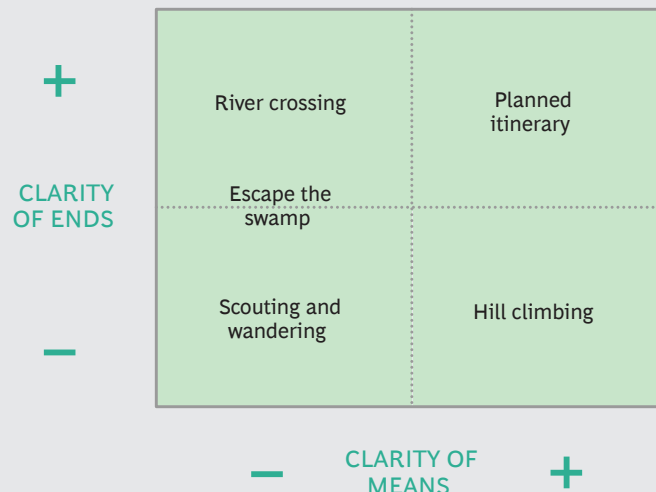 +
River crossing
Planned
itinerary
CLARITY
OF ENDS
Escape the
swamp
Scouting and
wandering
Hill climbing
–
– CLARITY OF
MEANS +